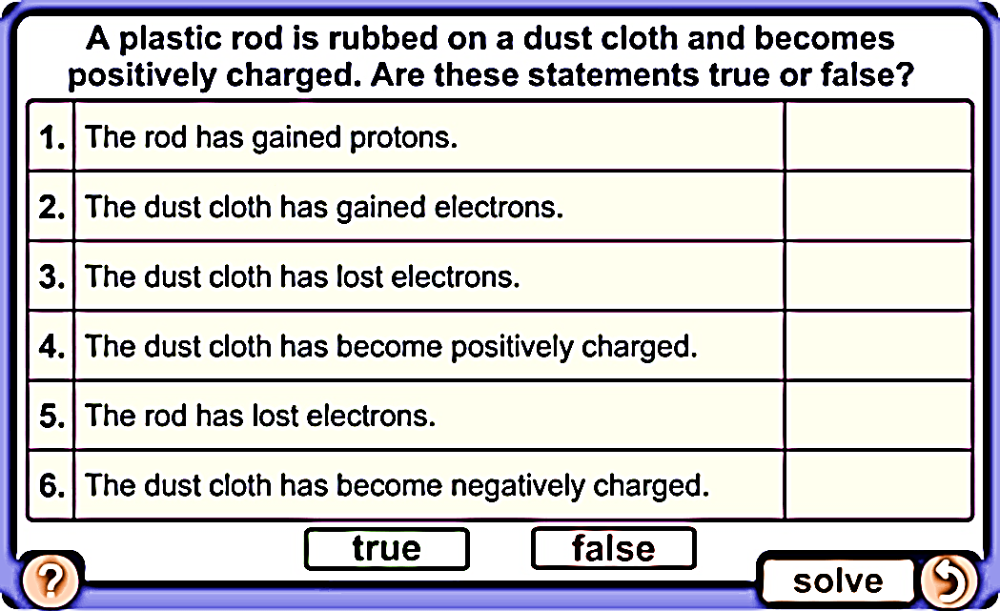 A plastic rod is rubbed on a dust cloth and becomes
positively charged. Are these statements true or false?
1. The rod has gained protons.
2. The dust cloth has gained electrons.
3. The dust cloth has lost electrons.
4. The dust cloth has become positively charged.
5. The rod has lost electrons.
6. The dust cloth has become negatively charged.
true false
? solve